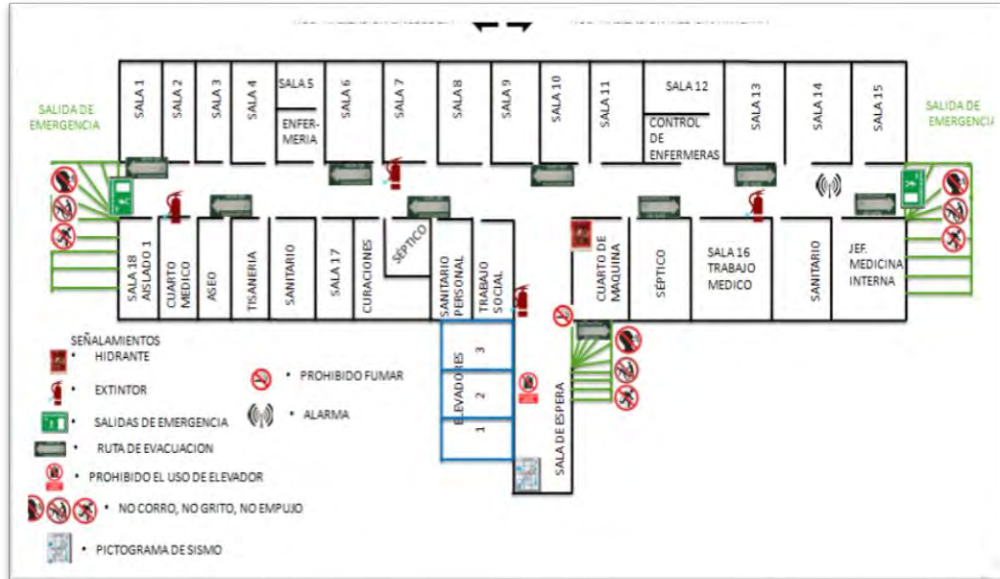 SALA 1
SALA 2
SALA 3
SALA 4
SALA 5
ENFER-
MERIA
SALA 6
SALA 7
SALA 8
SALA 9
SALA 10
SALA 11
SALA 12
CONTROL
DE
ENFERMERAS
SALA 13
SALA 14
SALA 15
SALIDA DE
EMERGENCIA
SALIDA DE
EMERGENCIA
SALA 18
AISLADO 1
CUARTO
MEDICO
ASEO
TISANERIA
SANITARIO
SALA 17
CURACIONES
SÉPTICO
SANITARIO
PERSONAL
TRABAJO
SOCIAL
CUARTO DE
MAQUINA
SÉPTICO
SALA 16
TRABAJO
MEDICO
SANITARIO
JEF.
MEDICINA
INTERNA
ELEVADORES
3
2
1
SALA DE ESPERA
SEÑALAMIENTOS
• HIDRANTE
• EXTINTOR
• SALIDAS DE EMERGENCIA
• RUTA DE EVACUACION
• PROHIBIDO EL USO DE ELEVADOR
• NO CORRO, NO GRITO, NO EMPUJO
• PICTOGRAMA DE SISMO
• PROHIBIDO FUMAR
• ALARMA